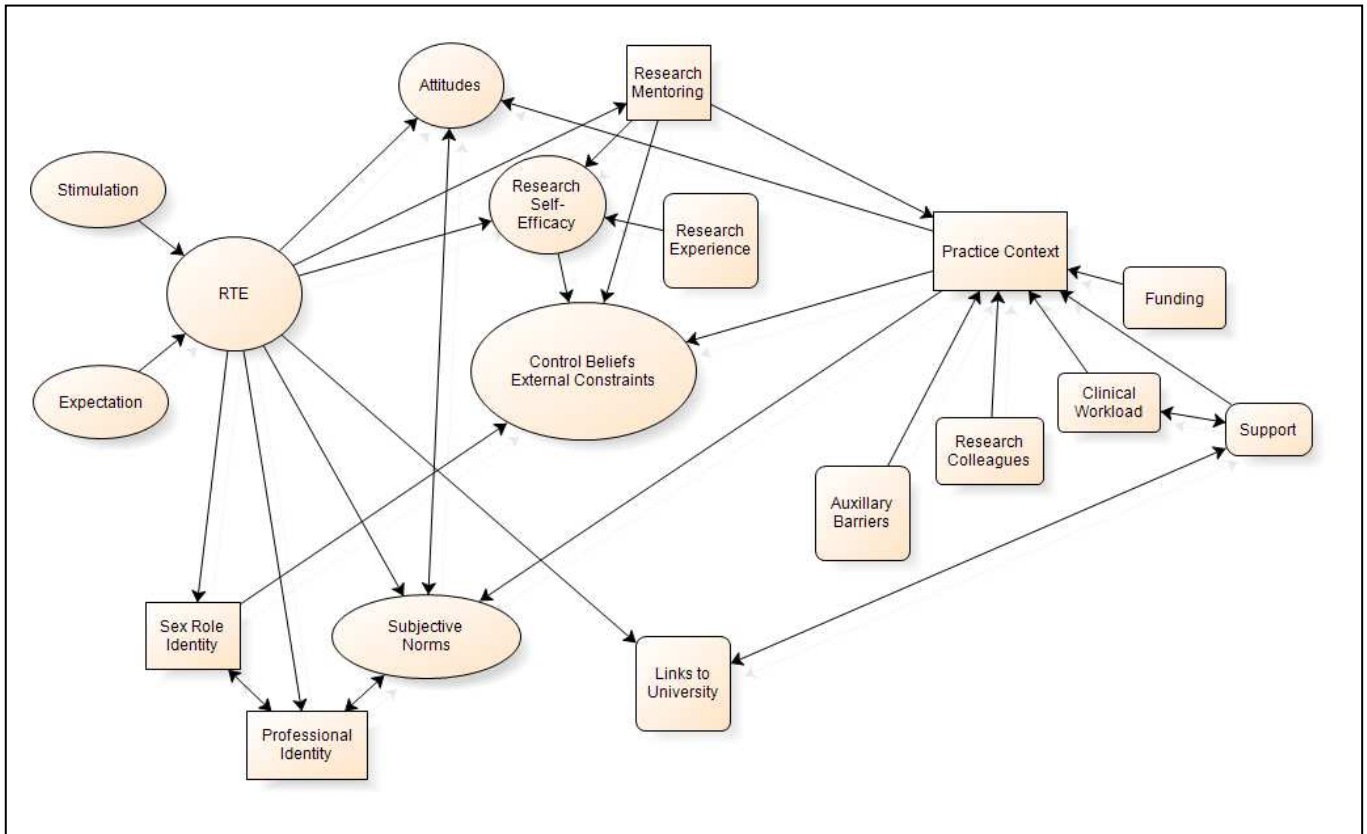 Attitudes
Research
Mentoring
Stimulation
Research
Self-
Efficacy
Research
Experience
Practice Context
RTE
Funding
Expectation
Control Beliefs
External Constraints
Clinical
Workload
Support
Research
Colleagues
Auxillary
Barriers
Sex Role
Identity
Subjective
Norms
Links to
University
Professional
Identity